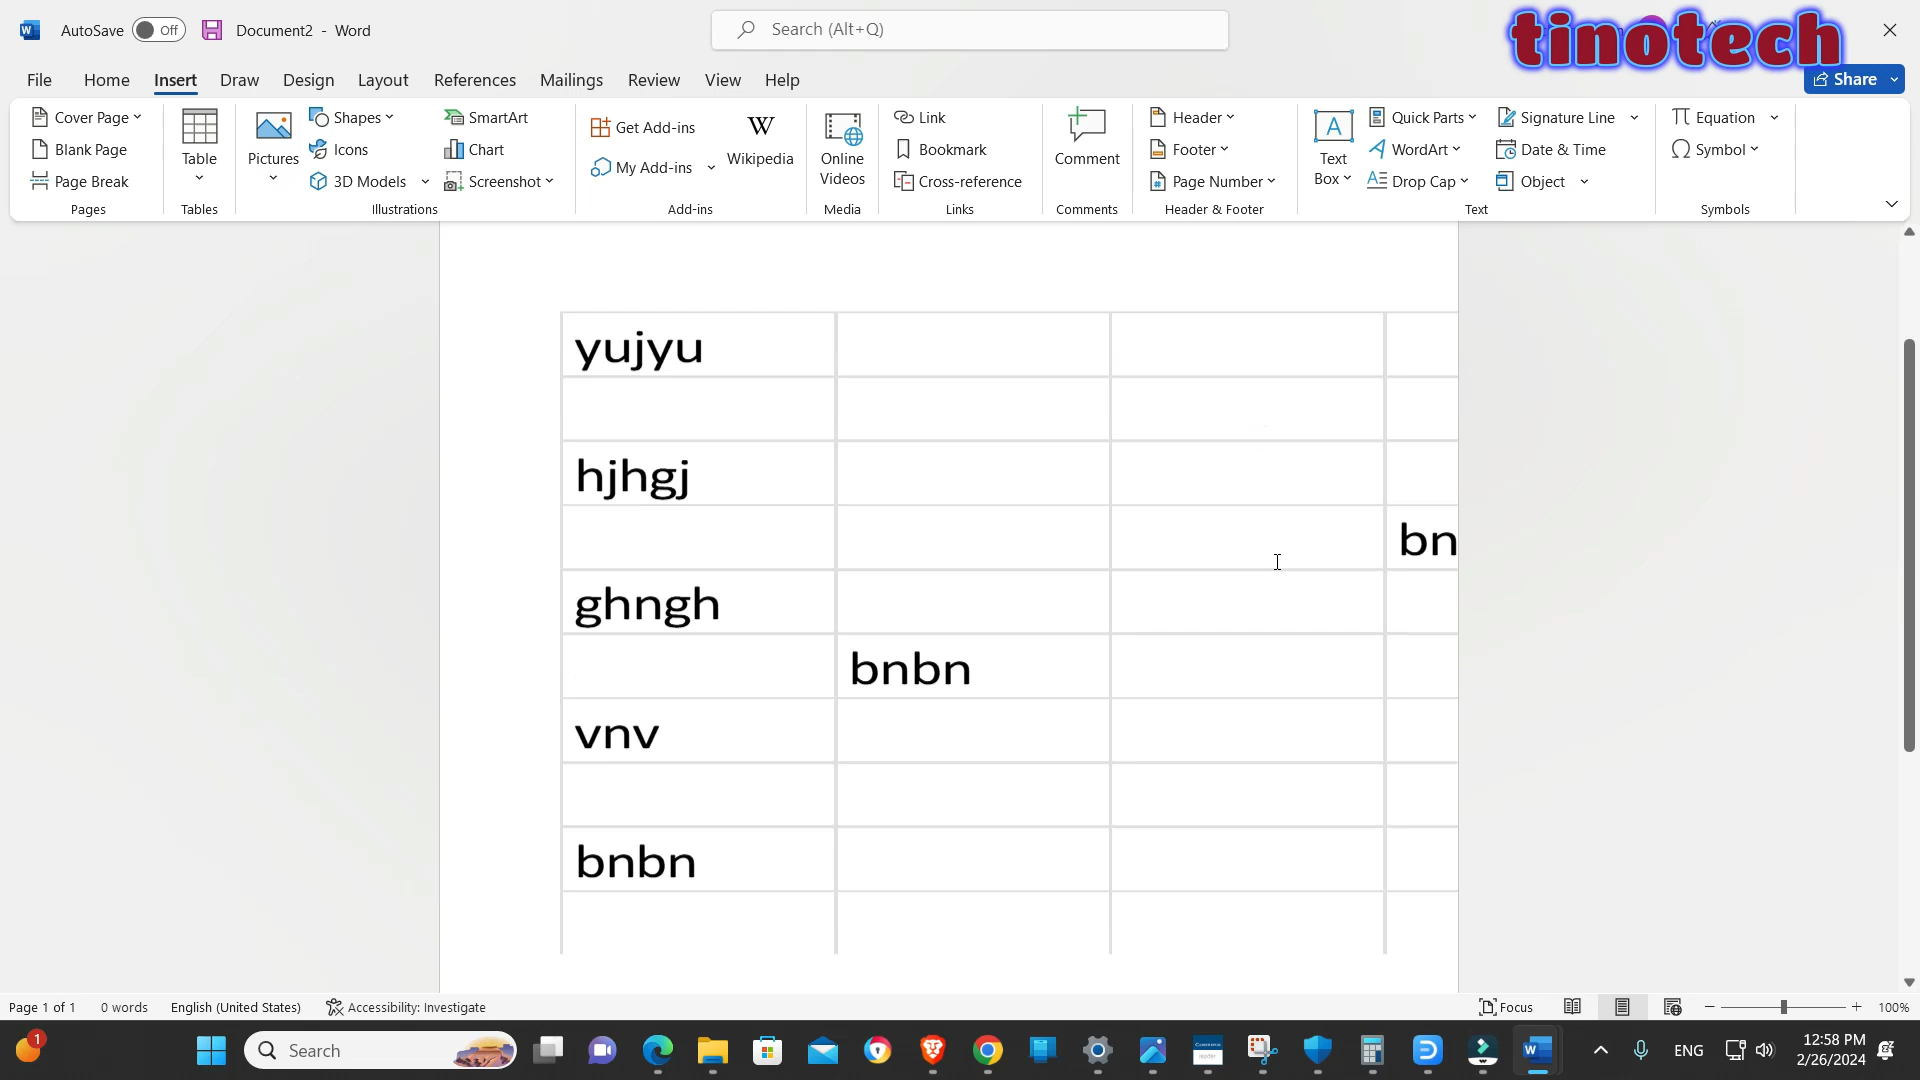 AutoSave Off Document2 - Word Search (Alt+Q) tinotech
File Home Insert Draw Design Layout References Mailings Review View Help Share
Cover Page
Blank Page
Page Break
Pages
Table
Tables
Pictures
Shapes
Icons
3D Models
SmartArt
Chart
Screenshot
Illustrations
Get Add-ins
My Add-ins
W
Wikipedia
Add-ins
Online
Videos
Media
Link
Bookmark
Cross-reference
Links
Comment
Comments
Header
Footer
Page Number
Header & Footer
A
Text
Box
Quick Parts
WordArt
Drop Cap
Signature Line
Date & Time
Object
Text
Equation
Symbol
Symbols
yujyu
hjhgj
bn
ghngh
bnbn
vnv
bnbn
Page 1 of 1 0 words English (United States) Accessibility: Investigate Focus 100%
1 Search ENG 12:58 PM
2/26/2024